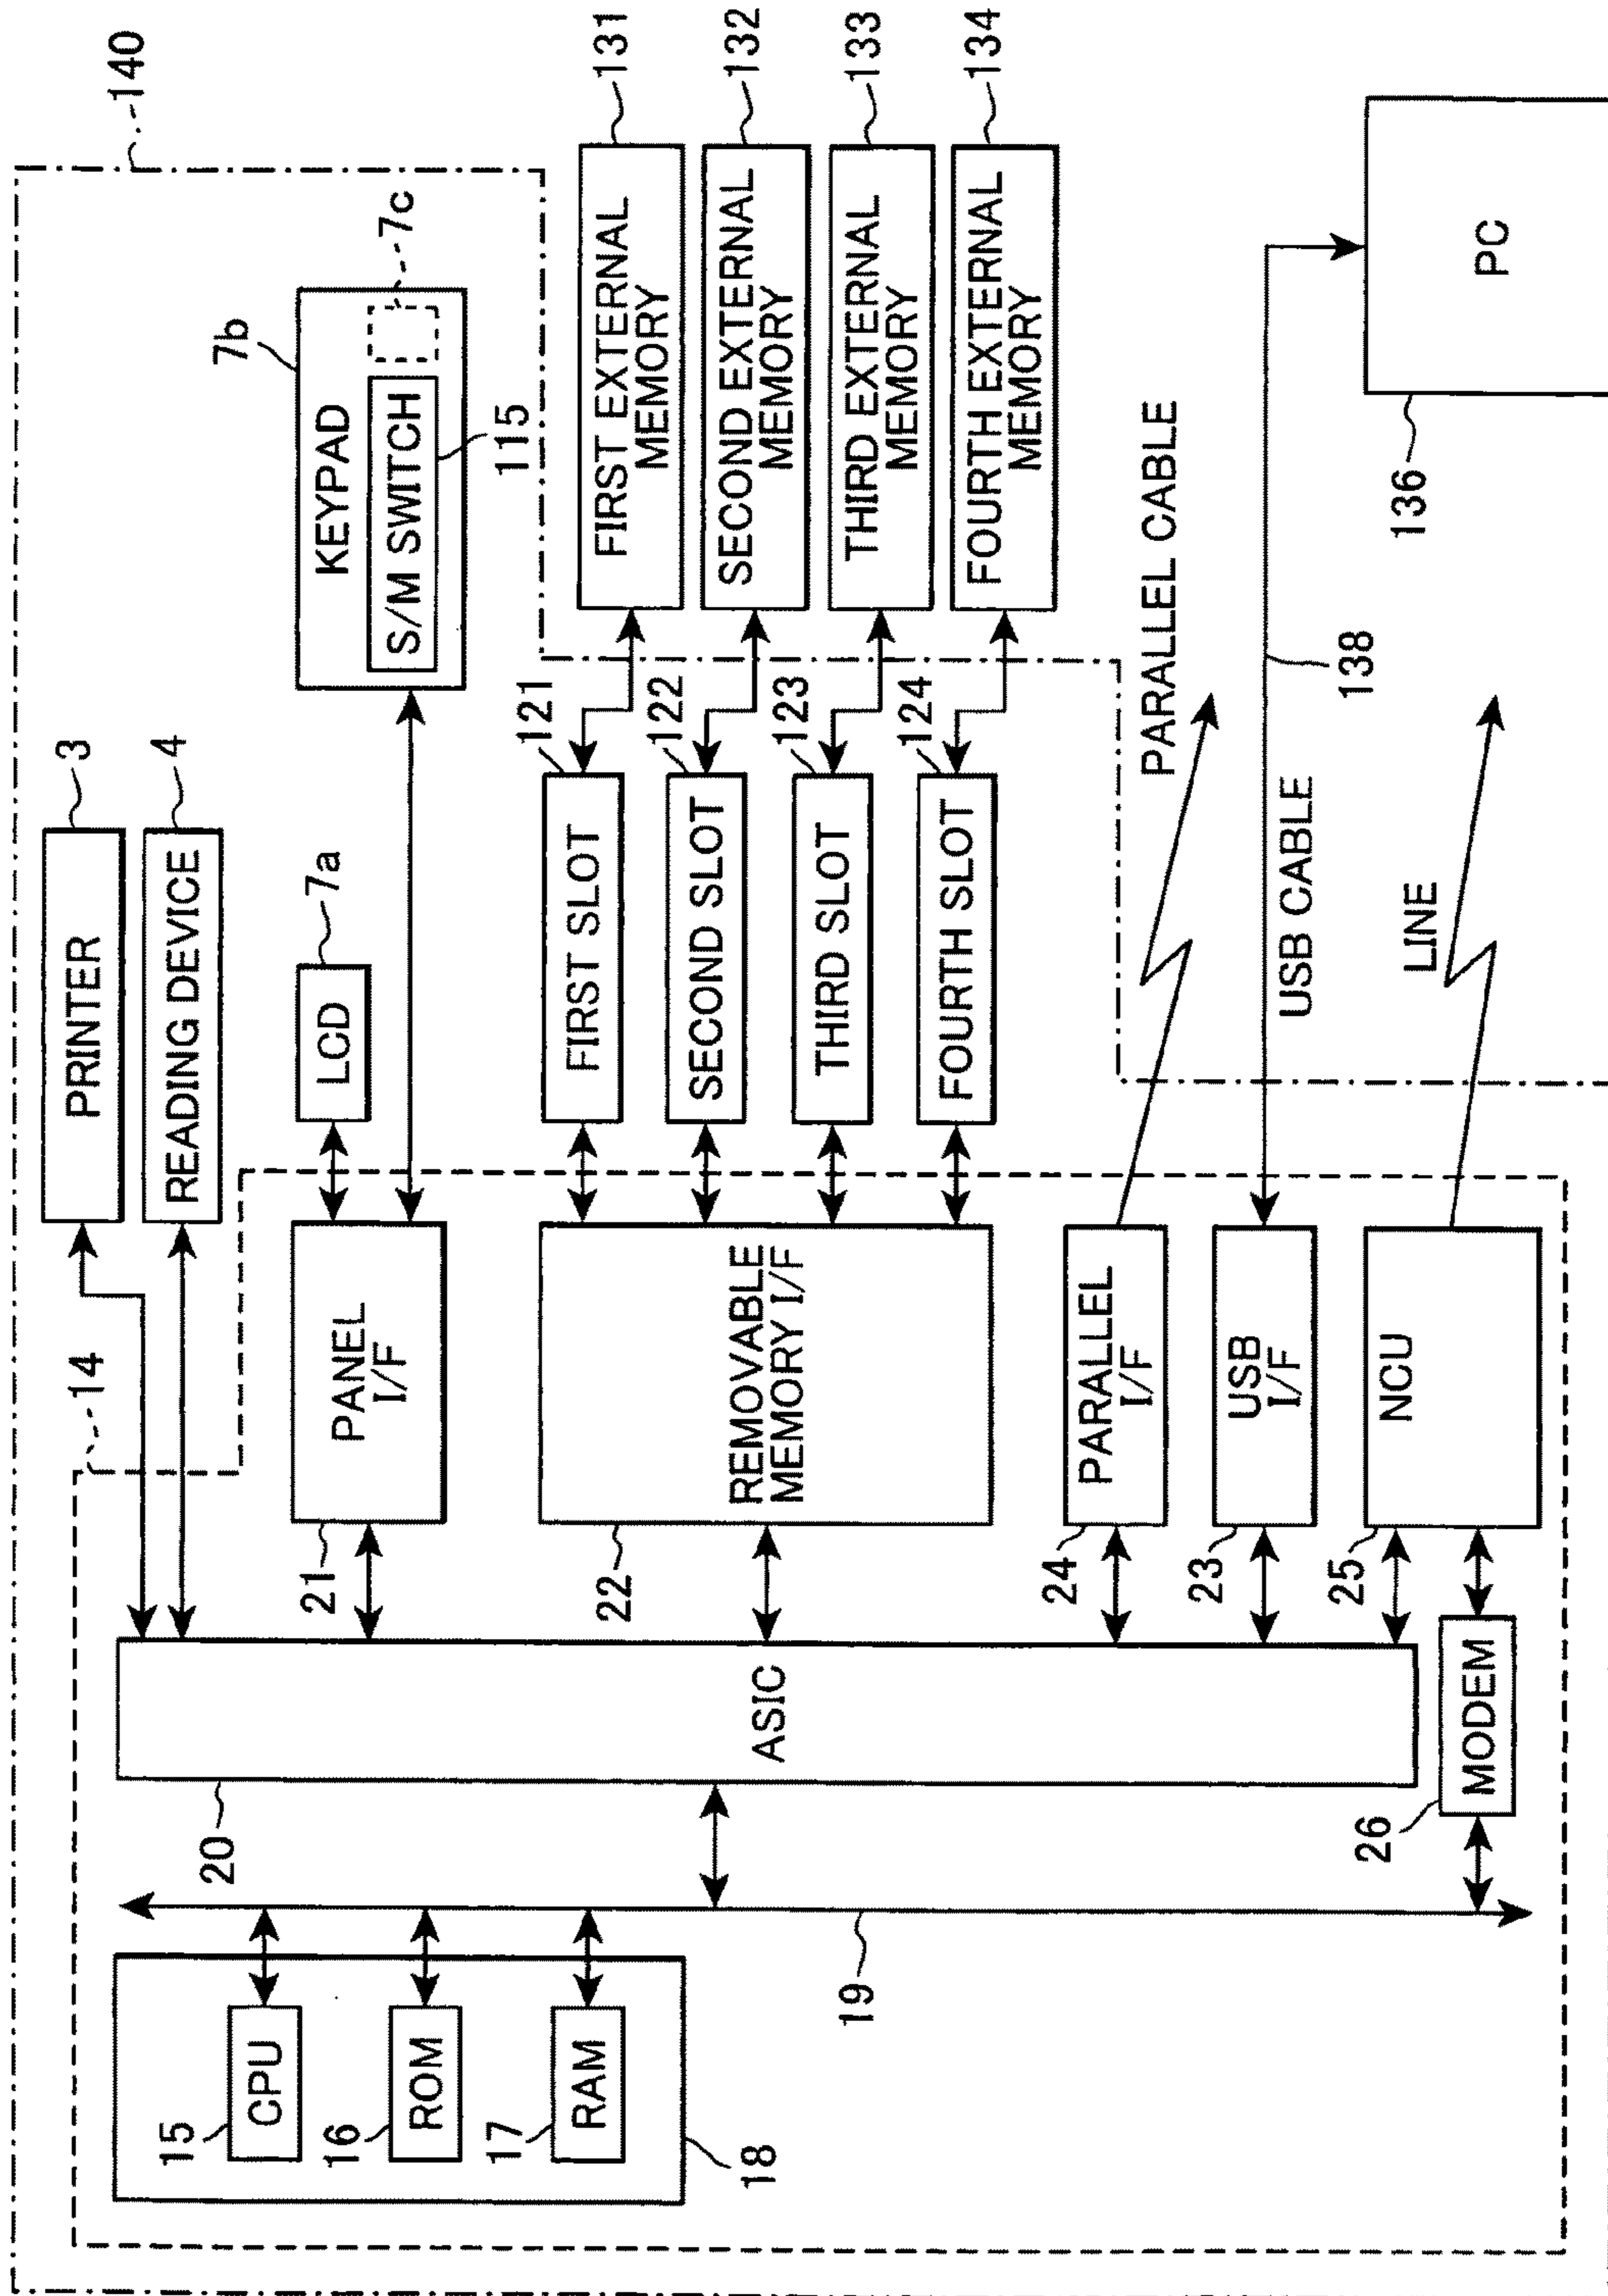 140
PRINTER
3
READING DEVICE
4
14
LCD
7a
7b
KEYPAD
S/M SWITCH
7c
115
PANEL
I/F
21
REMOVABLE
MEMORY I/F
22
FIRST SLOT
121
SECOND SLOT
122
THIRD SLOT
123
FOURTH SLOT
124
FIRST EXTERNAL
MEMORY
131
SECOND EXTERNAL
MEMORY
132
THIRD EXTERNAL
MEMORY
133
FOURTH EXTERNAL
MEMORY
134
PARALLEL
I/F
24
PARALLEL CABLE
USB
I/F
23
USB CABLE
138
PC
136
NCU
25
LINE
MODEM
26
ASIC
20
19
15
CPU
16
ROM
17
RAM
18